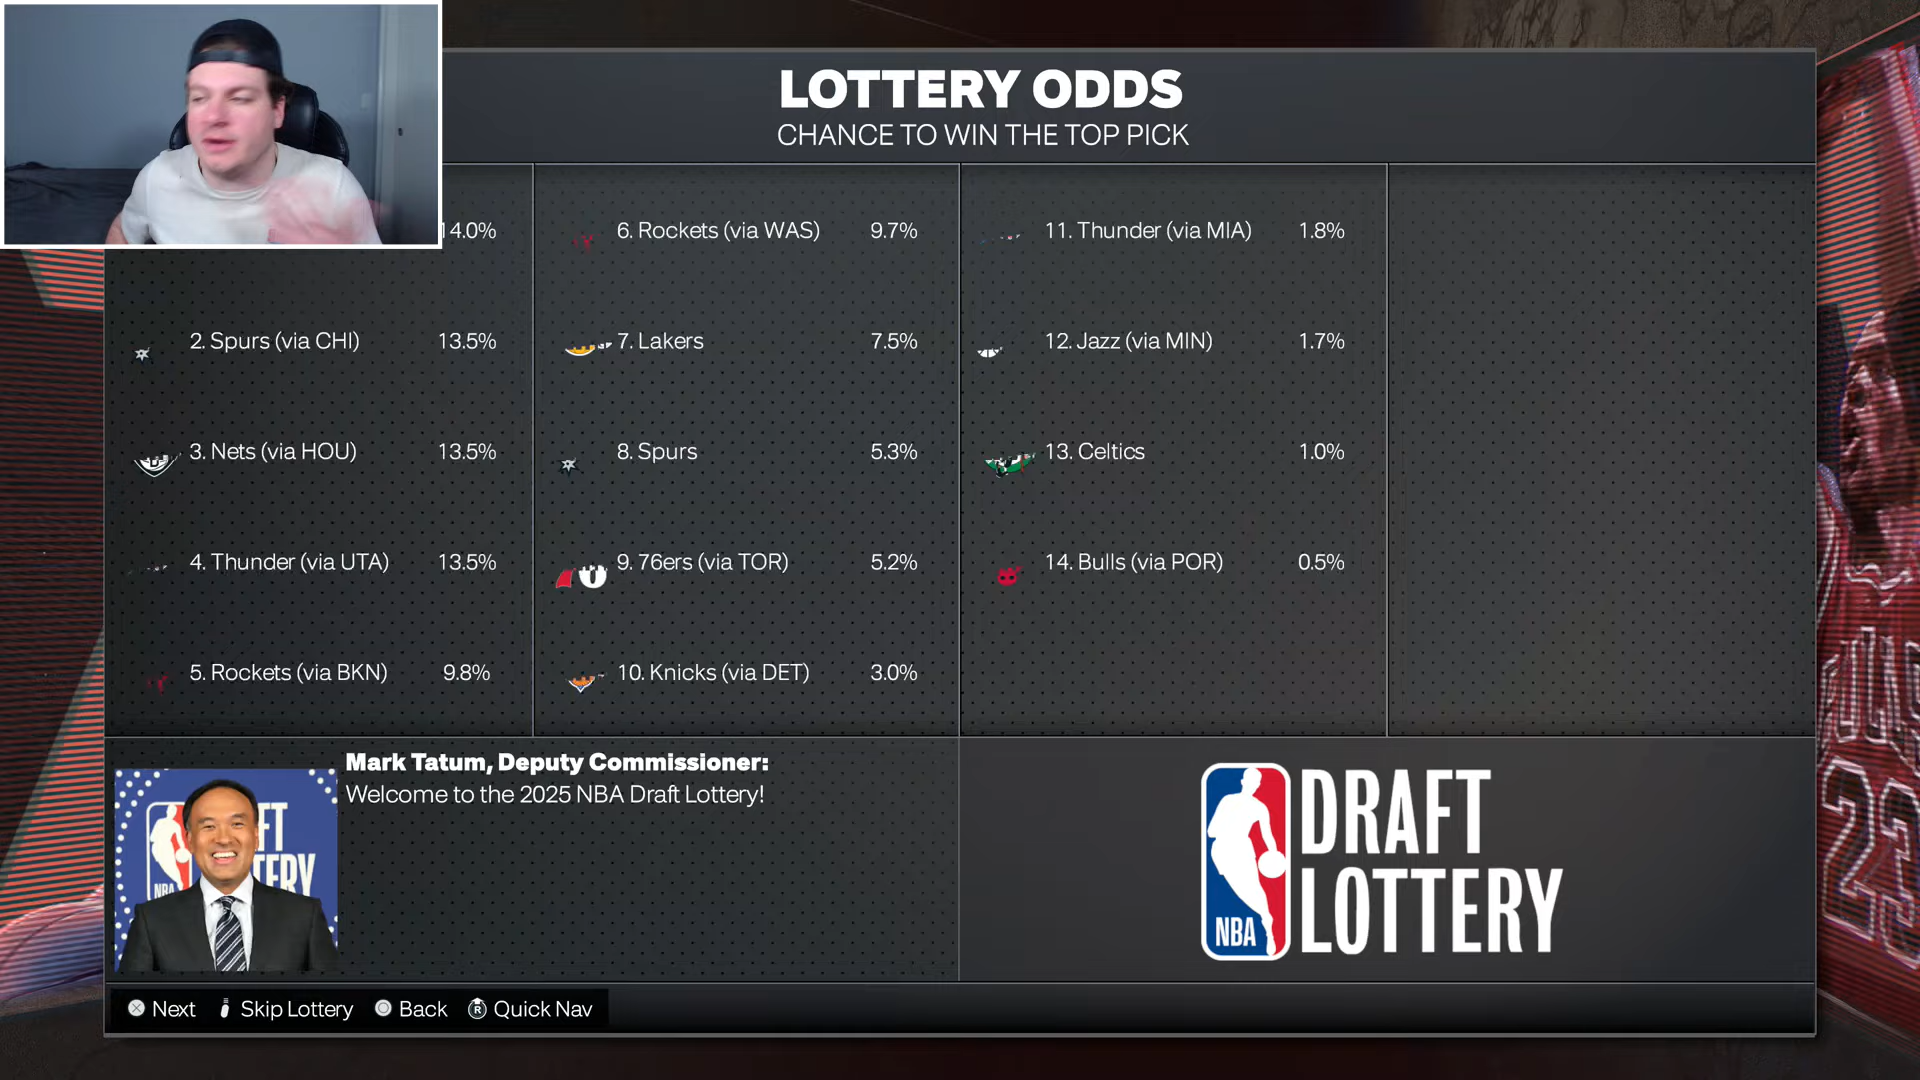 LOTTERY ODDS
CHANCE TO WIN THE TOP PICK
14.0%
2. Spurs (via CHI) 13.5%
3. Nets (via HOU) 13.5%
4. Thunder (via UTA) 13.5%
5. Rockets (via BKN) 9.8%
6. Rockets (via WAS) 9.7%
7. Lakers 7.5%
8. Spurs 5.3%
9. 76ers (via TOR) 5.2%
10. Knicks (via DET) 3.0%
11. Thunder (via MIA) 1.8%
12. Jazz (via MIN) 1.7%
13. Celtics 1.0%
14. Bulls (via POR) 0.5%
Mark Tatum, Deputy Commissioner:
Welcome to the 2025 NBA Draft Lottery!
NBA
DRAFT
LOTTERY
Next Skip Lottery Back R Quick Nav
23